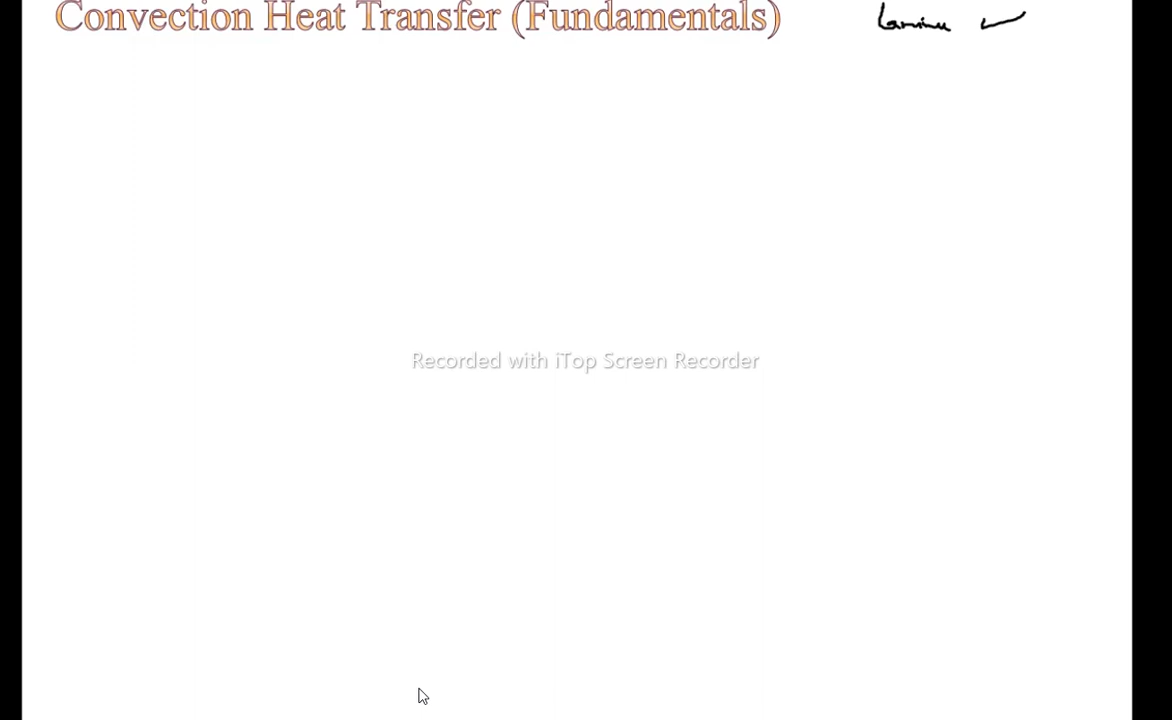 Convection Heat Transfer (Fundamentals)
Recorded with iTop Screen Recorder